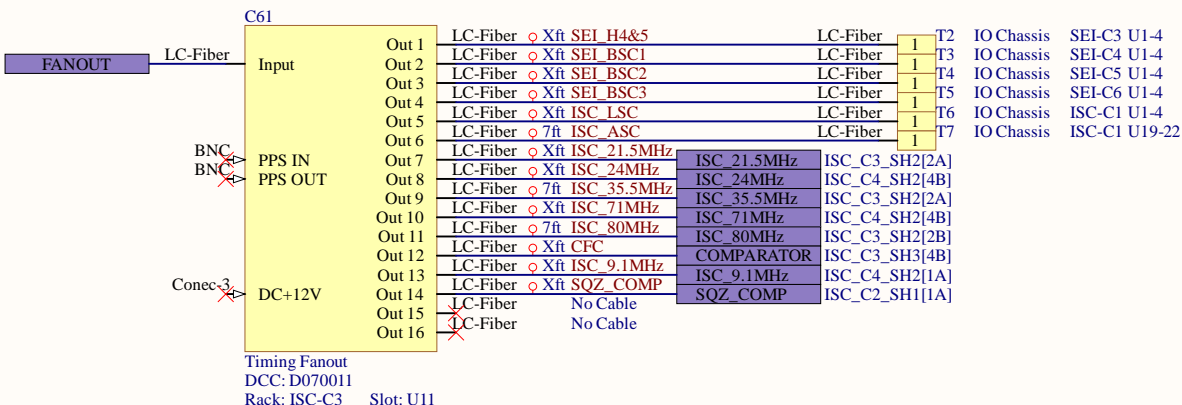 C61
LC-Fiber Out 1 LC-Fiber Xft SEI_H4&5 LC-Fiber 1 T2 IO Chassis SEI-C3 U1-4
FANOUT Input Out 2 LC-Fiber Xft SEI_BSC1 LC-Fiber 1 T3 IO Chassis SEI-C4 U1-4
Out 3 LC-Fiber Xft SEI_BSC2 LC-Fiber 1 T4 IO Chassis SEI-C5 U1-4
Out 4 LC-Fiber Xft SEI_BSC3 LC-Fiber 1 T5 IO Chassis SEI-C6 U1-4
Out 5 LC-Fiber Xft ISC_LSC LC-Fiber 1 T6 IO Chassis ISC-C1 U1-4
Out 6 LC-Fiber 7ft ISC_ASC LC-Fiber 1 T7 IO Chassis ISC-C1 U19-22
BNC PPS IN Out 7 LC-Fiber Xft ISC_21.5MHz ISC_21.5MHz ISC_C3_SH2[2A]
BNC PPS OUT Out 8 LC-Fiber Xft ISC_24MHz ISC_24MHz ISC_C4_SH2[4B]
Out 9 LC-Fiber 7ft ISC_35.5MHz ISC_35.5MHz ISC_C3_SH2[2A]
Out 10 LC-Fiber Xft ISC_71MHz ISC_71MHz ISC_C4_SH2[4B]
Out 11 LC-Fiber 7ft ISC_80MHz ISC_80MHz ISC_C3_SH2[2B]
Out 12 LC-Fiber Xft CFC COMPARATOR ISC_C3_SH3[4B]
Out 13 LC-Fiber Xft ISC_9.1MHz ISC_9.1MHz ISC_C4_SH2[1A]
Conec-3 DC+12V Out 14 LC-Fiber Xft SQZ_COMP SQZ_COMP ISC_C2_SH1[1A]
Out 15 LC-Fiber No Cable
Out 16 LC-Fiber No Cable
Timing Fanout
DCC: D070011
Rack: ISC-C3 Slot: U11